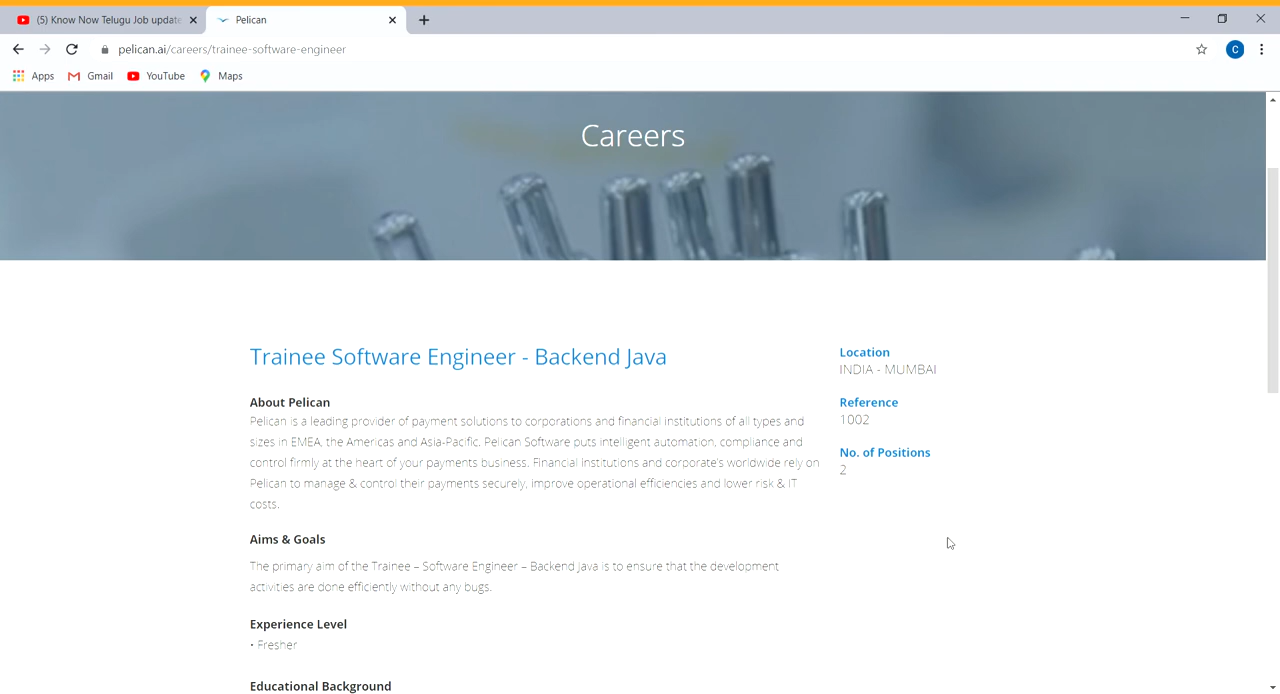 (5) Know Now Telugu Job update
Pelican
pelican.ai/careers/trainee-software-engineer
C
Apps
Gmail
YouTube
Maps
Careers
Trainee Software Engineer - Backend Java
About Pelican
Pelican is a leading provider of payment solutions to corporations and financial institutions of all types and
sizes in EMEA, the Americas and Asia-Pacific. Pelican Software puts intelligent automation, compliance and
control firmly at the heart of your payments business. Financial institutions and corporate's worldwide rely on
Pelican to manage & control their payments securely, improve operational efficiencies and lower risk & IT
costs.
Aims & Goals
The primary aim of the Trainee – Software Engineer – Backend Java is to ensure that the development
activities are done efficiently without any bugs.
Experience Level
• Fresher
Educational Background
Location
INDIA - MUMBAI
Reference
1002
No. of Positions
2